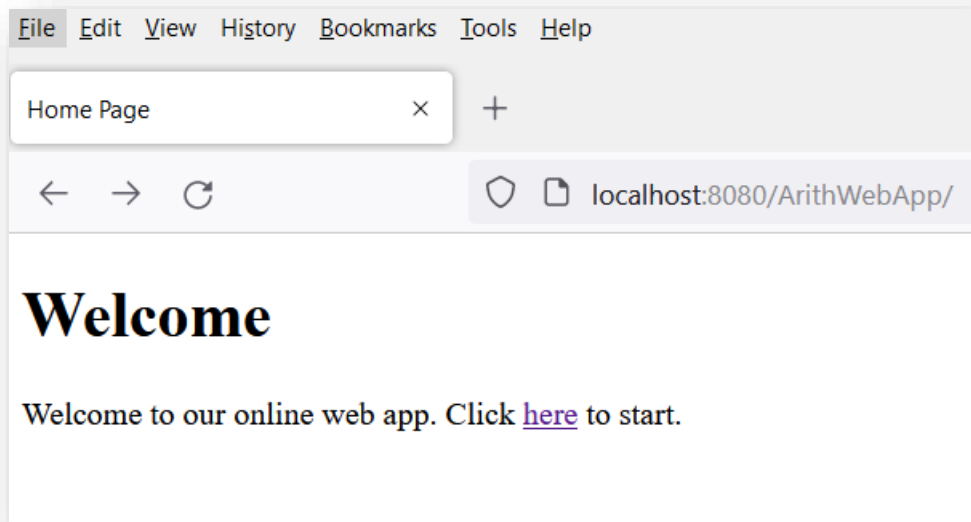 File Edit View History Bookmarks Tools Help
Home Page
localhost:8080/ArithWebApp/
Welcome
Welcome to our online web app. Click here to start.